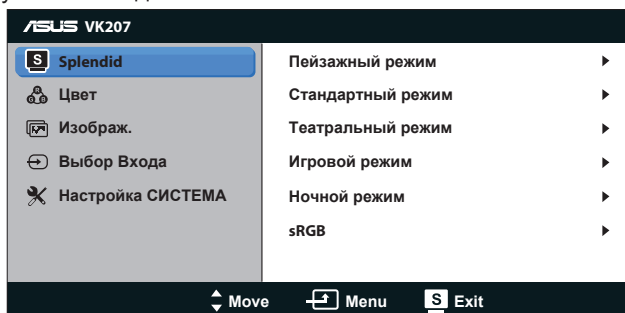 ASUS VK207
S Splendid
Цвет
Изображ.
Выбор Входа
Настройка СИСТЕМА
Пейзажный режим
Стандартный режим
Театральный режим
Игровой режим
Ночной режим
sRGB
Move Menu S Exit